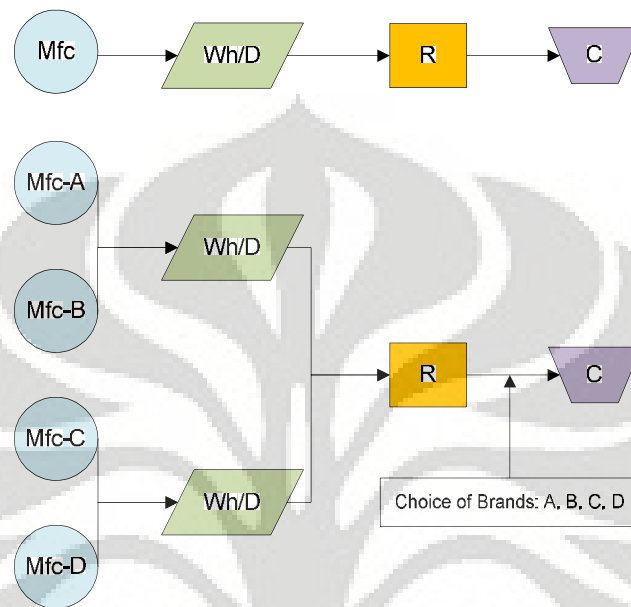 Mfc
Wh/D
R
C
Mfc-A
Wh/D
Mfc-B
R
C
Mfc-C
Choice of Brands: A, B, C, D
Wh/D
Mfc-D